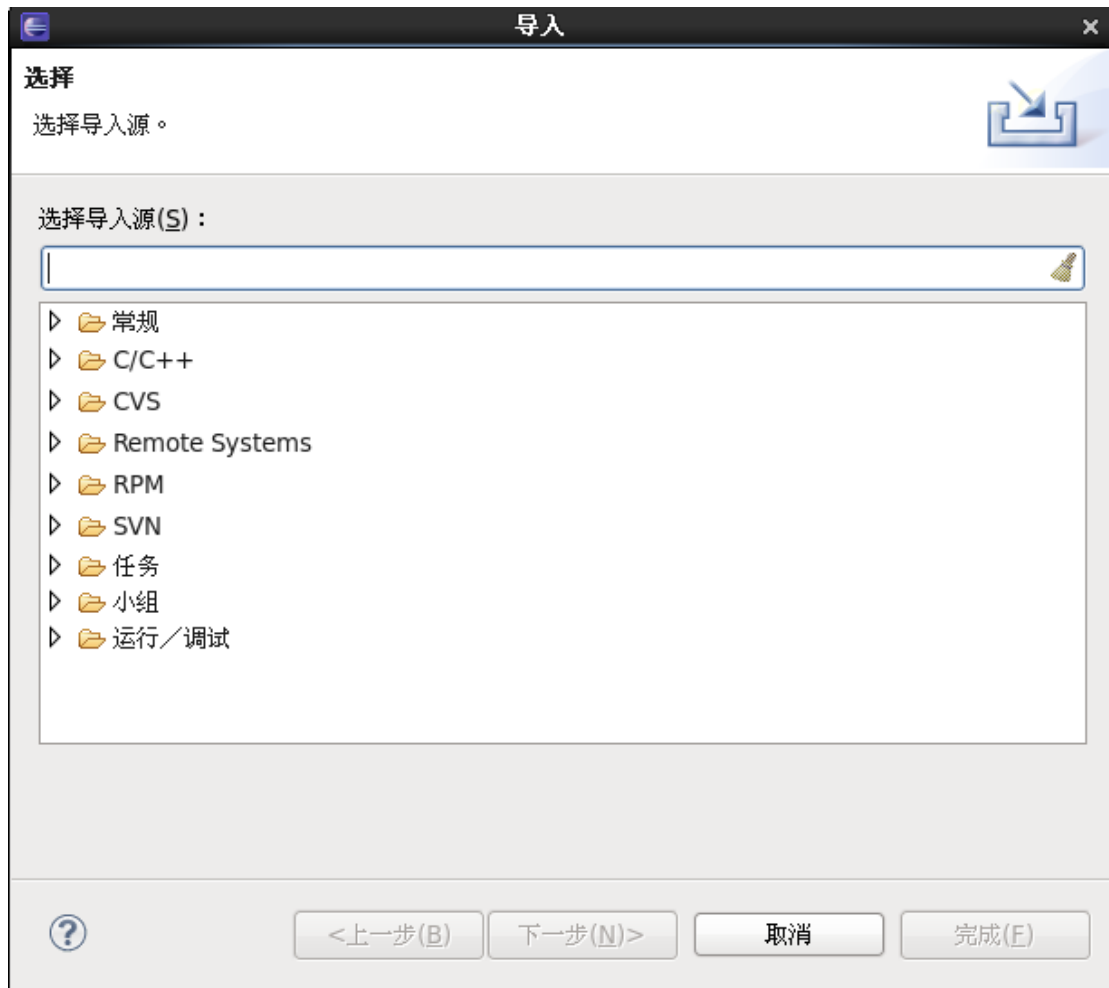 导入
选择
选择导入源。
选择导入源(S)：
常规
C/C++
CVS
Remote Systems
RPM
SVN
任务
小组
运行／调试
<上一步(B) 下一步(N)> 取消 完成(F)